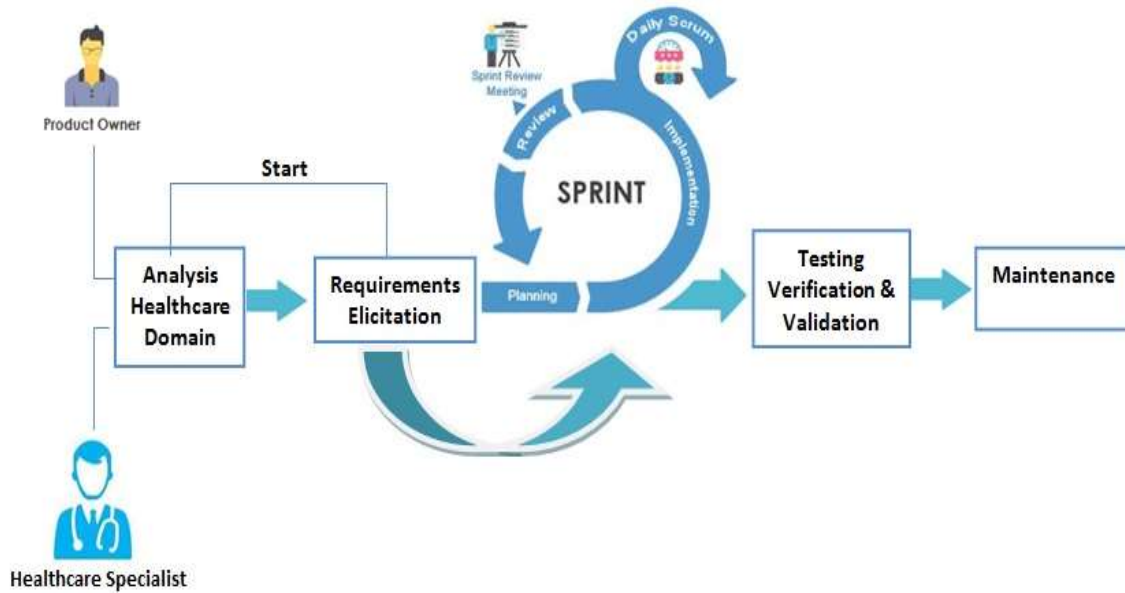 Product Owner
Start
Analysis
Healthcare
Domain
Requirements
Elicitation
Sprint Review
Meeting
Daily Scrum
Review
Implementation
SPRINT
Planning
Testing
Verification &
Validation
Maintenance
Healthcare Specialist